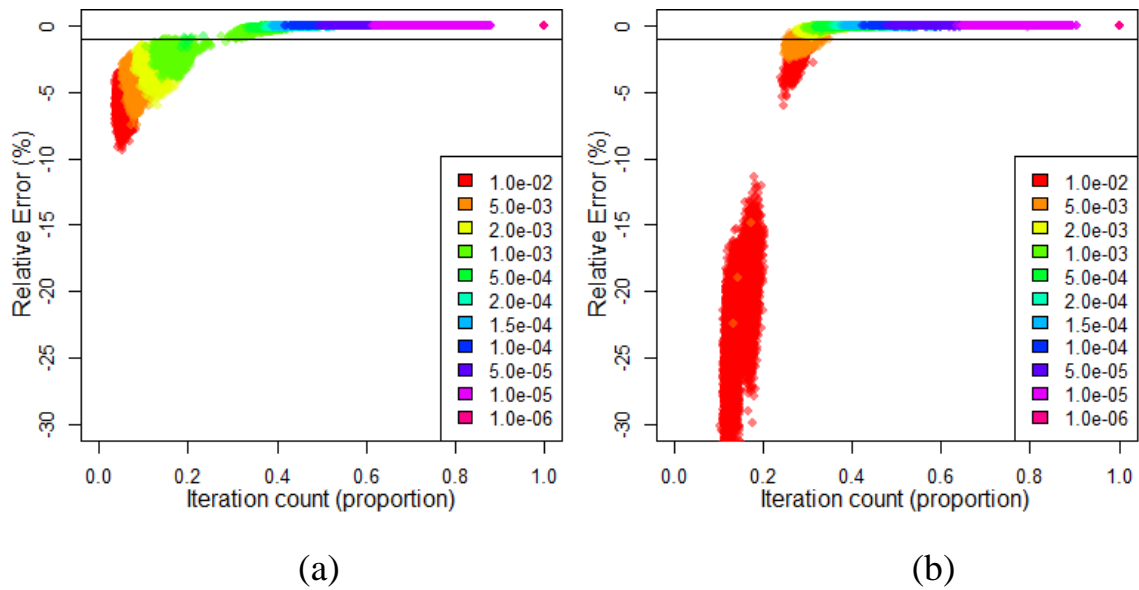 Relative Error (%)
0
-5
-10
-15
-20
-25
-30
0.0 0.2 0.4 0.6 0.8 1.0
Iteration count (proportion)
1.0e-02
5.0e-03
2.0e-03
1.0e-03
5.0e-04
2.0e-04
1.5e-04
1.0e-04
5.0e-05
1.0e-05
1.0e-06
(a)
Relative Error (%)
0
-5
-10
-15
-20
-25
-30
0.0 0.2 0.4 0.6 0.8 1.0
Iteration count (proportion)
1.0e-02
5.0e-03
2.0e-03
1.0e-03
5.0e-04
2.0e-04
1.5e-04
1.0e-04
5.0e-05
1.0e-05
1.0e-06
(b)